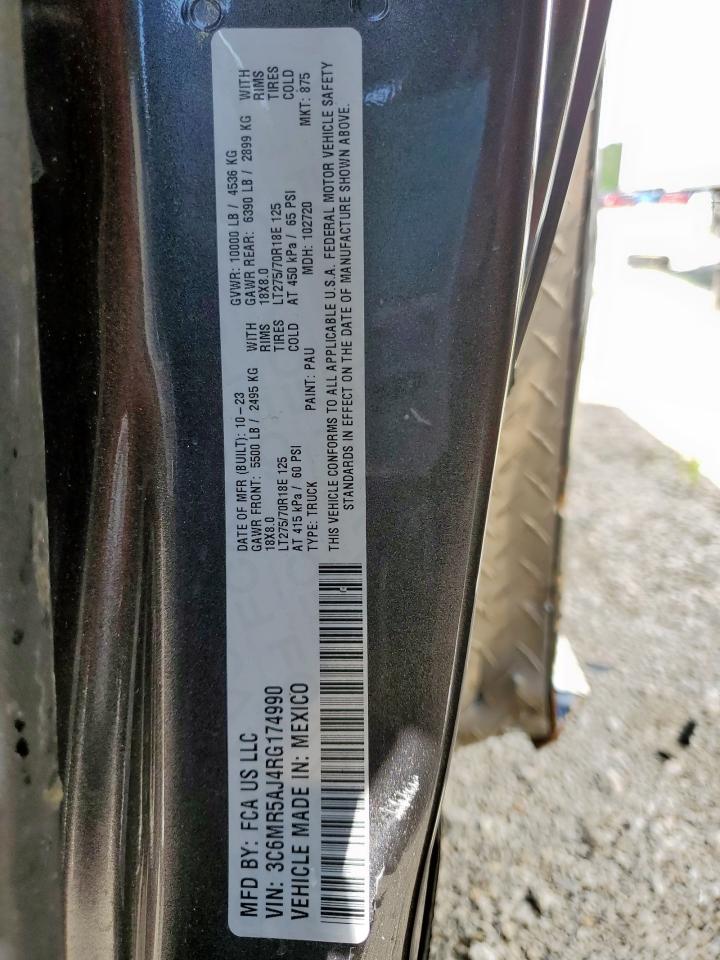 MFD BY: FCA US LLC
VIN: 3C6MR5AJ4RG174990
VEHICLE MADE IN: MEXICO
DATE OF MFR (BUILT): 10-23 GVWR: 10000 LB / 4536 KG
GAWR FRONT: 5500 LB / 2495 KG WITH GAWR REAR: 6390 LB / 2899 KG WITH
18X8.0 RIMS 18X8.0 RIMS
LT275/70R18E 125 TIRES LT275/70R18E 125 TIRES
AT 415 kPa / 60 PSI COLD AT 450 kPa / 65 PSI COLD
TYPE: TRUCK PAINT: PAU MDH: 102720 MKT: 875
THIS VEHICLE CONFORMS TO ALL APPLICABLE U.S.A. FEDERAL MOTOR VEHICLE SAFETY
STANDARDS IN EFFECT ON THE DATE OF MANUFACTURE SHOWN ABOVE.